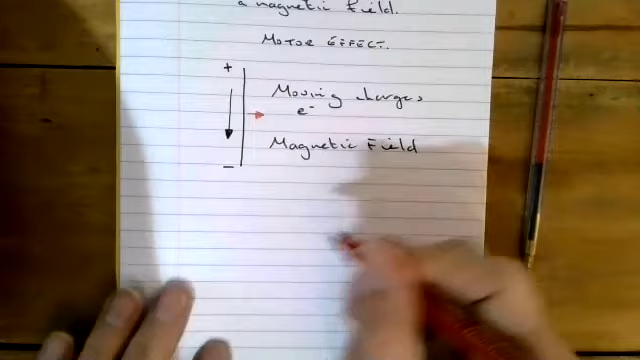 a magnetic field.
MOTOR EFFECT.
+
Moving charges
e-
Magnetic Field
-